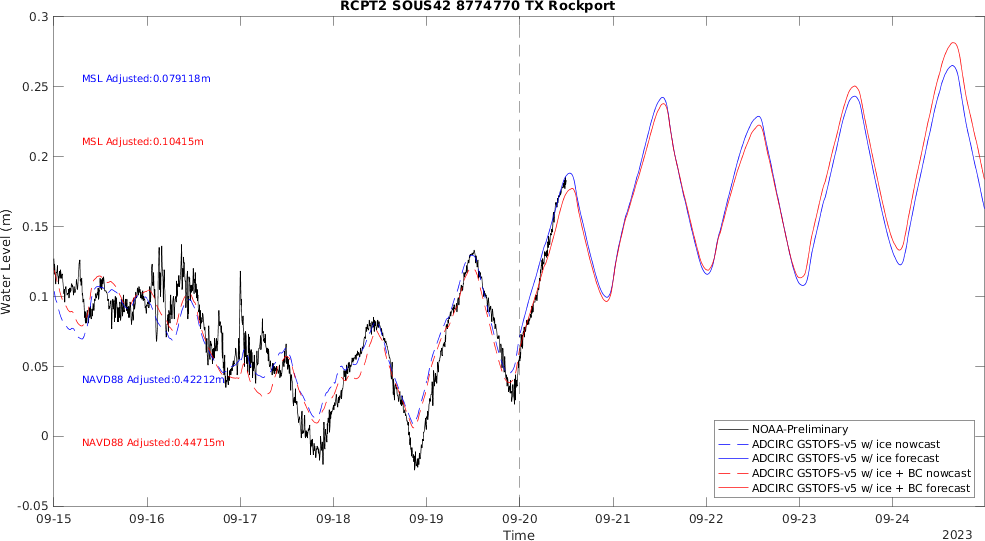 RCPT2 SOUS42 8774770 TX Rockport
0.3
0.25
0.2
0.15
0.1
0.05
0
-0.05
Water Level (m)
MSL Adjusted:0.079118m
MSL Adjusted:0.10415m
NAVD88 Adjusted:0.42212m
NAVD88 Adjusted:0.44715m
NOAA-Preliminary
ADCIRC GSTOFS-v5 w/ ice nowcast
ADCIRC GSTOFS-v5 w/ ice forecast
ADCIRC GSTOFS-v5 w/ ice + BC nowcast
ADCIRC GSTOFS-v5 w/ ice + BC forecast
09-15 09-16 09-17 09-18 09-19 09-20 09-21 09-22 09-23 09-24
Time
2023